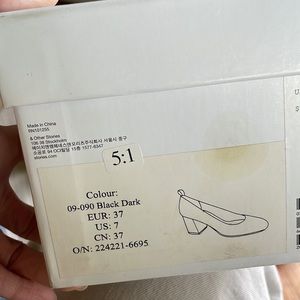 Made in China
RN101255
& Other Stories
106 38 Stockholm
stories.com
5:1
Colour:
09-090 Black Dark
EUR: 37
US: 7
CN: 37
O/N: 224221-6695